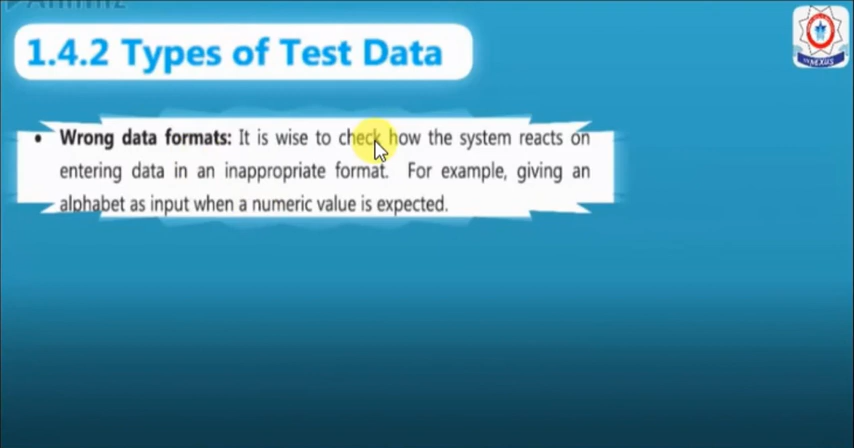 1.4.2 Types of Test Data
• Wrong data formats: It is wise to check how the system reacts on
entering data in an inappropriate format. For example, giving an
alphabet as input when a numeric value is expected.